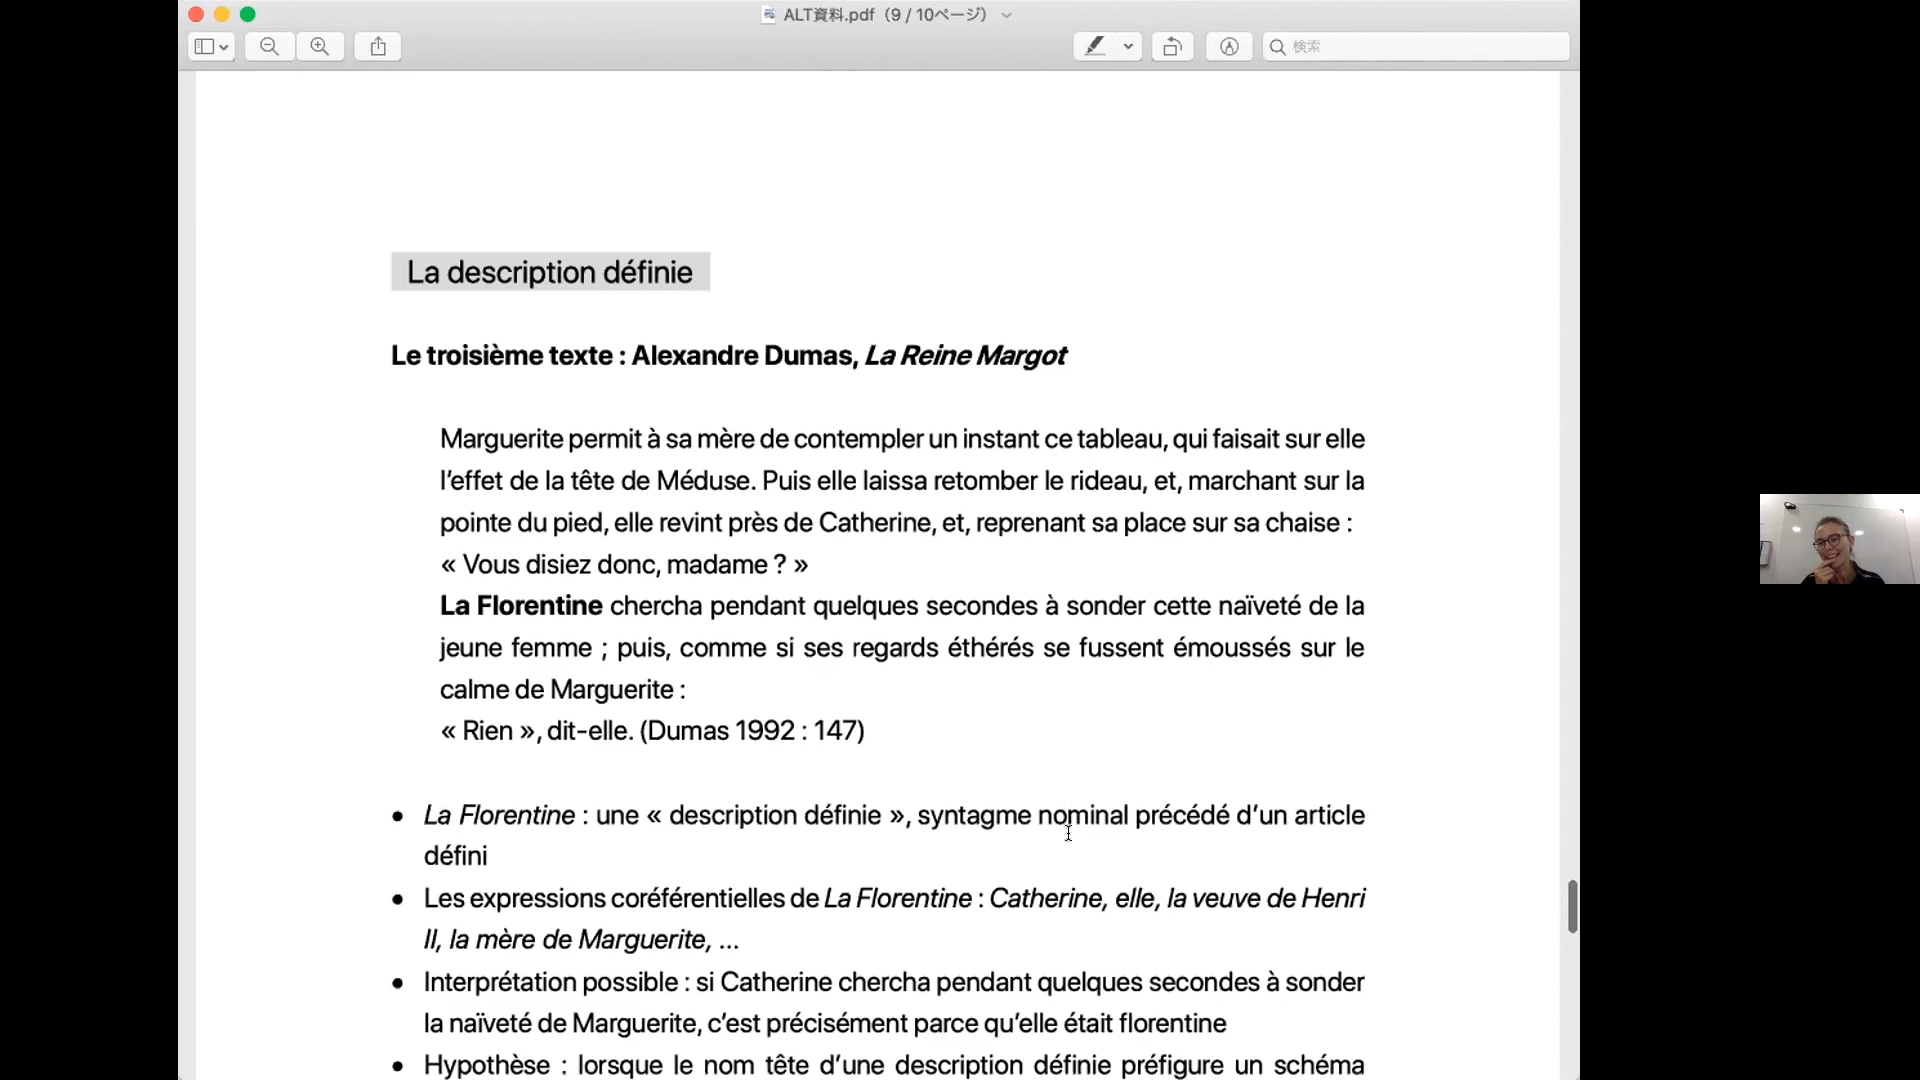 ALT資料.pdf（9 / 10ページ）
検索
La description définie
Le troisième texte : Alexandre Dumas, La Reine Margot
Marguerite permit à sa mère de contempler un instant ce tableau, qui faisait sur elle
l’effet de la tête de Méduse. Puis elle laissa retomber le rideau, et, marchant sur la
pointe du pied, elle revint près de Catherine, et, reprenant sa place sur sa chaise :
« Vous disiez donc, madame ? »
La Florentine chercha pendant quelques secondes à sonder cette naïveté de la
jeune femme ; puis, comme si ses regards éthérés se fussent émoussés sur le
calme de Marguerite :
« Rien », dit-elle. (Dumas 1992 : 147)
• La Florentine : une « description définie », syntagme nominal précédé d’un article
défini
• Les expressions coréférentielles de La Florentine : Catherine, elle, la veuve de Henri
II, la mère de Marguerite, ...
• Interprétation possible : si Catherine chercha pendant quelques secondes à sonder
la naïveté de Marguerite, c’est précisément parce qu’elle était florentine
• Hypothèse : lorsque le nom tête d’une description définie préfigure un schéma